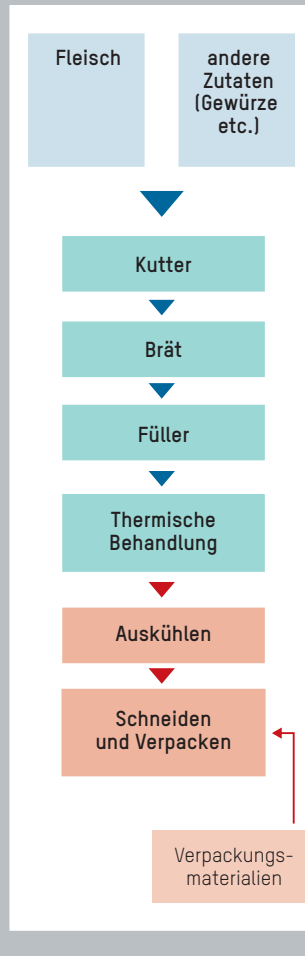 Fleisch
andere
Zutaten
(Gewürze
etc.)
Kutter
Brät
Füller
Thermische
Behandlung
Auskühlen
Schneiden
und Verpacken
Verpackungs-
materialien